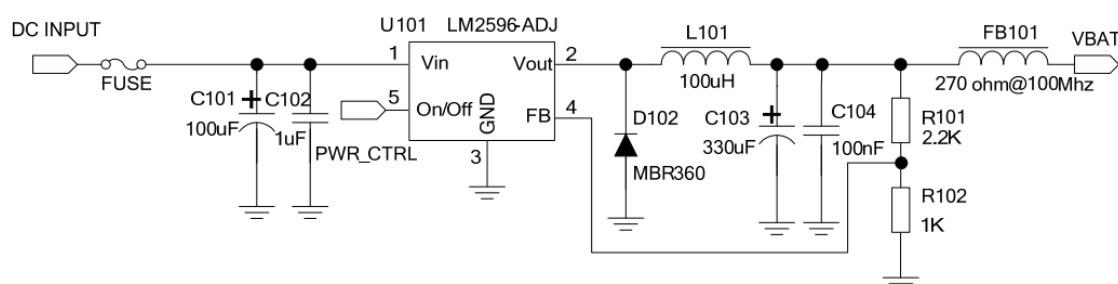 DC INPUT
FUSE
C101
100uF
C102
1uF
PWR_CTRL
U101
LM2596-ADJ
1
Vin
5
On/Off
GND
3
Vout
2
FB
4
D102
MBR360
L101
100uH
C103
330uF
C104
100nF
R101
2.2K
R102
1K
FB101
270 ohm@100Mhz
VBAT
+
+